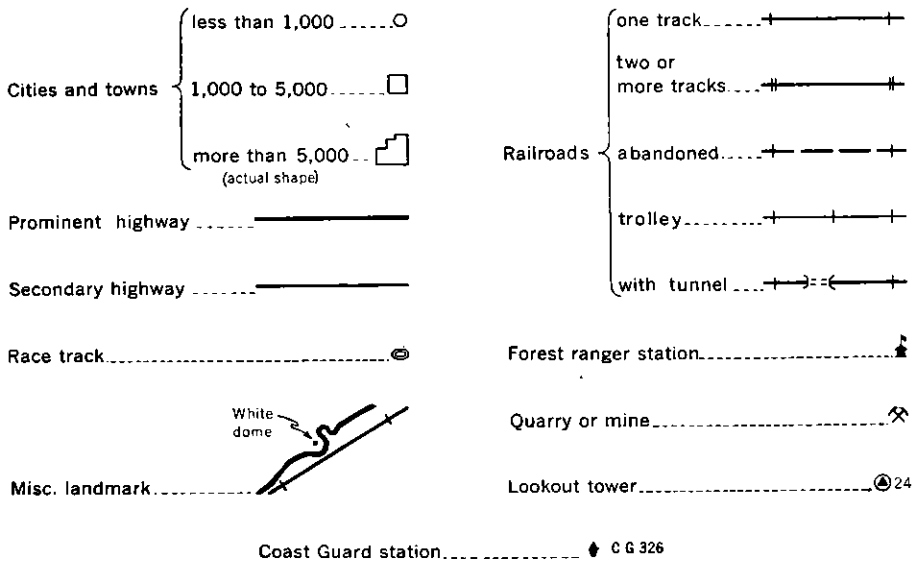 less than 1,000
Cities and towns
1,000 to 5,000
more than 5,000
(actual shape)
Prominent highway
Secondary highway
Race track
White
dome
Misc. landmark
one track
two or
more tracks
Railroads
abandoned
trolley
with tunnel
Forest ranger station
Quarry or mine
Lookout tower
24
Coast Guard station
C G 326